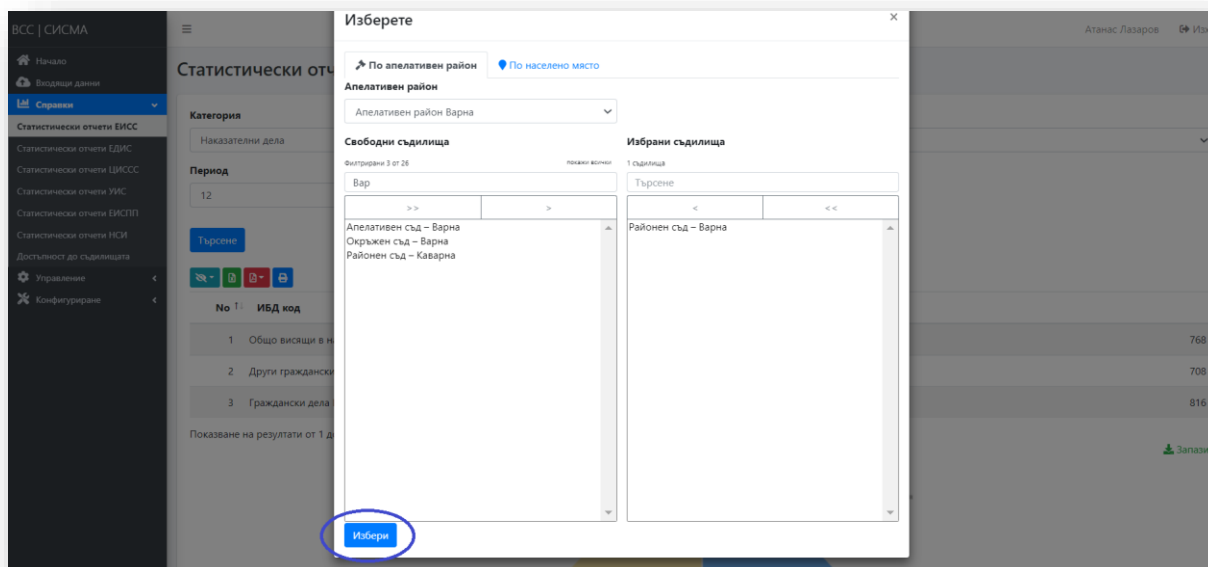 ВСС | СИСМА
Атанас Лазаров
Начало
Входящи данни
Справки
Статистически отчети ЕИСС
Статистически отчети ЕДИС
Статистически отчети ЦИССС
Статистически отчети УИС
Статистически отчети ЕИСПП
Статистически отчети НСИ
Достъпност до съдилищата
Управление
Конфигуриране
Статистически отч
Категория
Наказателни дела
Период
12
Търсене
No ИБД код
1 Общо висящи в н
768
2 Други граждански
708
3 Граждански дела
816
Показване на резултати от 1 д
Запази
Изберете
×
По апелативен район
По населено място
Апелативен район
Апелативен район Варна
Свободни съдилища
Филтрирани 3 от 26
покажи всички
Вар
>>
>
Апелативен съд – Варна
Окръжен съд – Варна
Районен съд – Каварна
Избрани съдилища
1 съдилища
Търсене
<
<<
Районен съд – Варна
Избери